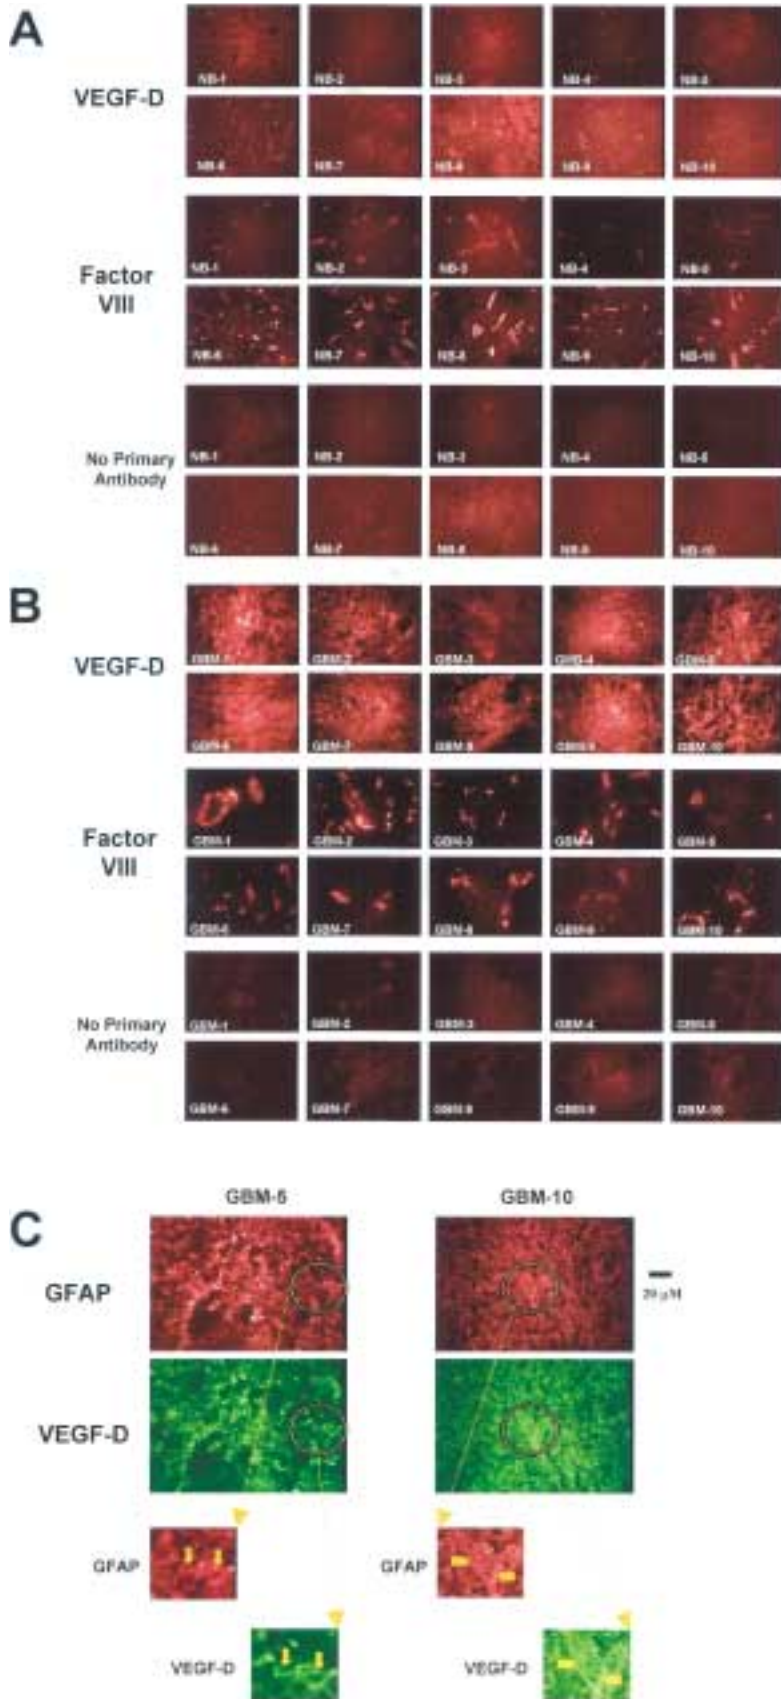 A
VEGF-D
NB-1 NB-2 NB-3 NB-4 NB-5
NB-6 NB-7 NB-8 NB-9 NB-10
Factor
VIII
NB-1 NB-2 NB-3 NB-4 NB-5
NB-6 NB-7 NB-8 NB-9 NB-10
No Primary
Antibody
NB-1 NB-2 NB-3 NB-4 NB-5
NB-6 NB-7 NB-8 NB-9 NB-10
B
VEGF-D
GBM-1 GBM-2 GBM-3 GMB-4 GBM-5
GBM-6 GBM-7 GBM-8 GBM-9 GBM-10
Factor
VIII
GBM-1 GBM-2 GBM-3 GBM-4 GBM-5
GBM-6 GBM-7 GBM-8 GBM-9 GBM-10
No Primary
Antibody
GBM-1 GBM-2 GBM-3 GBM-4 GBM-5
GBM-6 GBM-7 GBM-8 GBM-9 GBM-10
C
GBM-5 GBM-10
GFAP
20 µM
VEGF-D
GFAP GFAP
VEGF-D VEGF-D